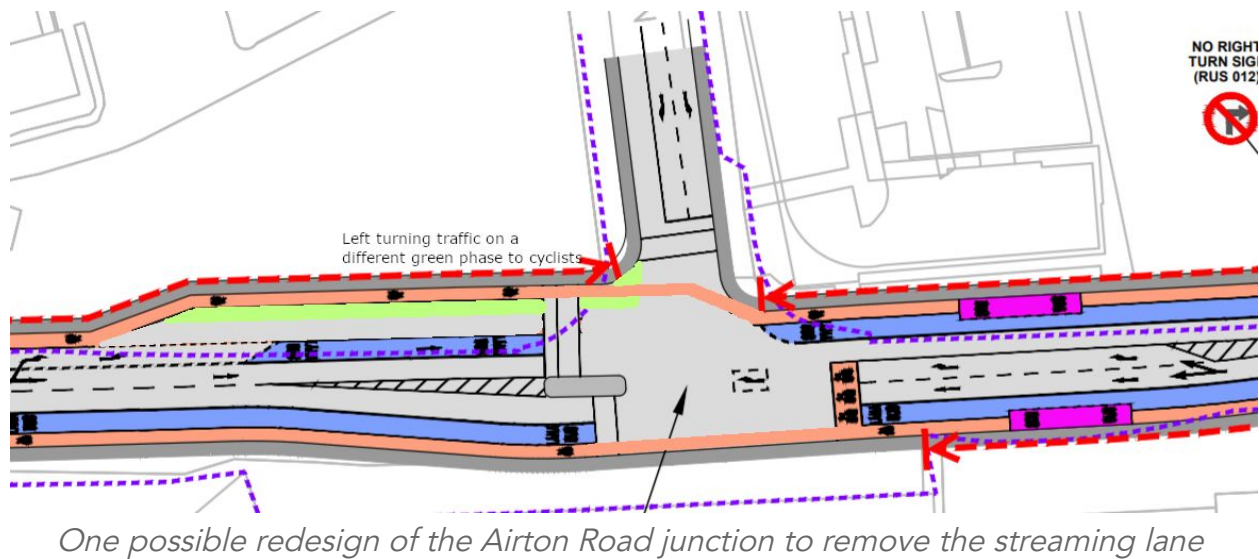 NO RIGHT
TURN SIGN
(RUS 012)
Left turning traffic on a
different green phase to cyclists
One possible redesign of the Airton Road junction to remove the streaming lane